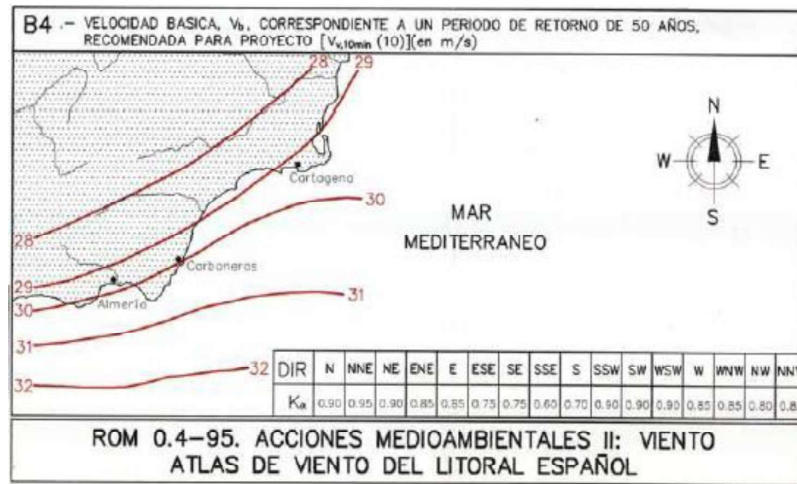 B4 .- VELOCIDAD BASICA, Vb, CORRESPONDIENTE A UN PERIODO DE RETORNO DE 50 AÑOS,
RECOMENDADA PARA PROYECTO [Vv,10min (10)](en m/s)
28
29
N
W
E
S
Cartagena
30
MAR
MEDITERRANEO
28
Carboneras
29
Almería
30
31
31
32
32
DIR N NNE NE ENE E ESE SE SSE S SSW SW WSW W WNW NW
Kα 0.90 0.95 0.90 0.85 0.75 0.75 0.60 0.70 0.90 0.90 0.90 0.85 0.85 0.80
ROM 0.4-95. ACCIONES MEDIOAMBIENTALES II: VIENTO
ATLAS DE VIENTO DEL LITORAL ESPAÑOL